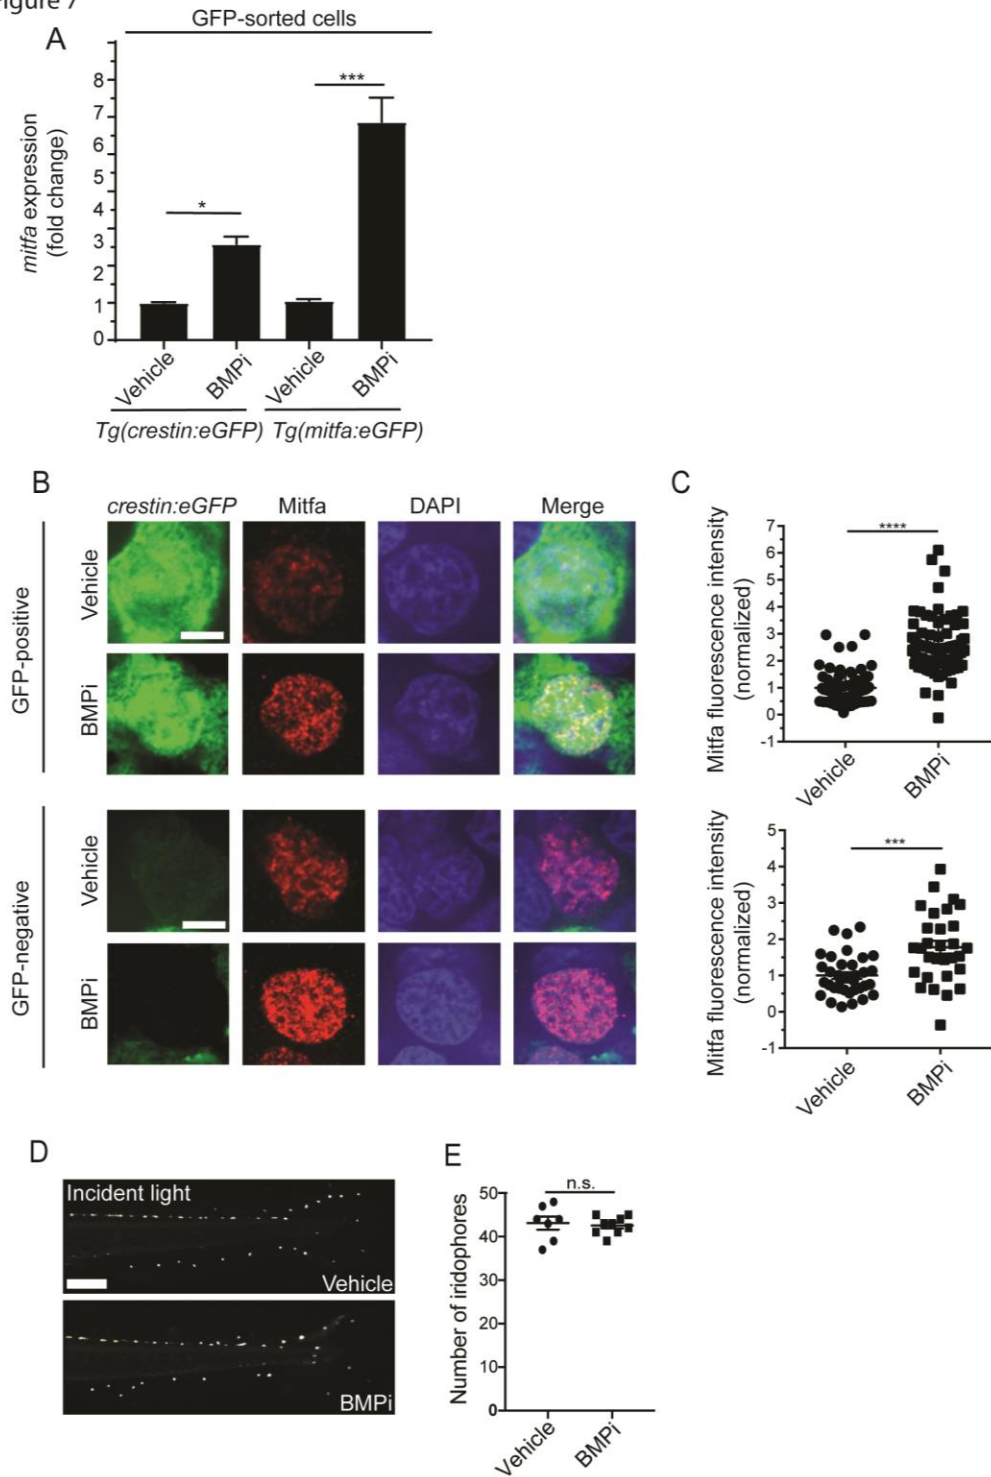 Figure 7
A
GFP-sorted cells
mitfa expression
(fold change)
8
7
6
5
4
3
2
1
0
*
***
Vehicle
BMPi
Vehicle
BMPi
Tg(crestin:eGFP) Tg(mitfa:eGFP)
B
crestin:eGFP Mitfa DAPI Merge
GFP-positive
Vehicle
BMPi
GFP-negative
Vehicle
BMPi
C
Mitfa fluorescence intensity
(normalized)
7
6
5
4
3
2
1
0
-1
****
Vehicle
BMPi
Mitfa fluorescence intensity
(normalized)
5
4
3
2
1
0
-1
***
Vehicle
BMPi
D
Incident light
Vehicle
BMPi
E
Number of iridophores
50
40
30
20
10
0
n.s.
Vehicle
BMPi